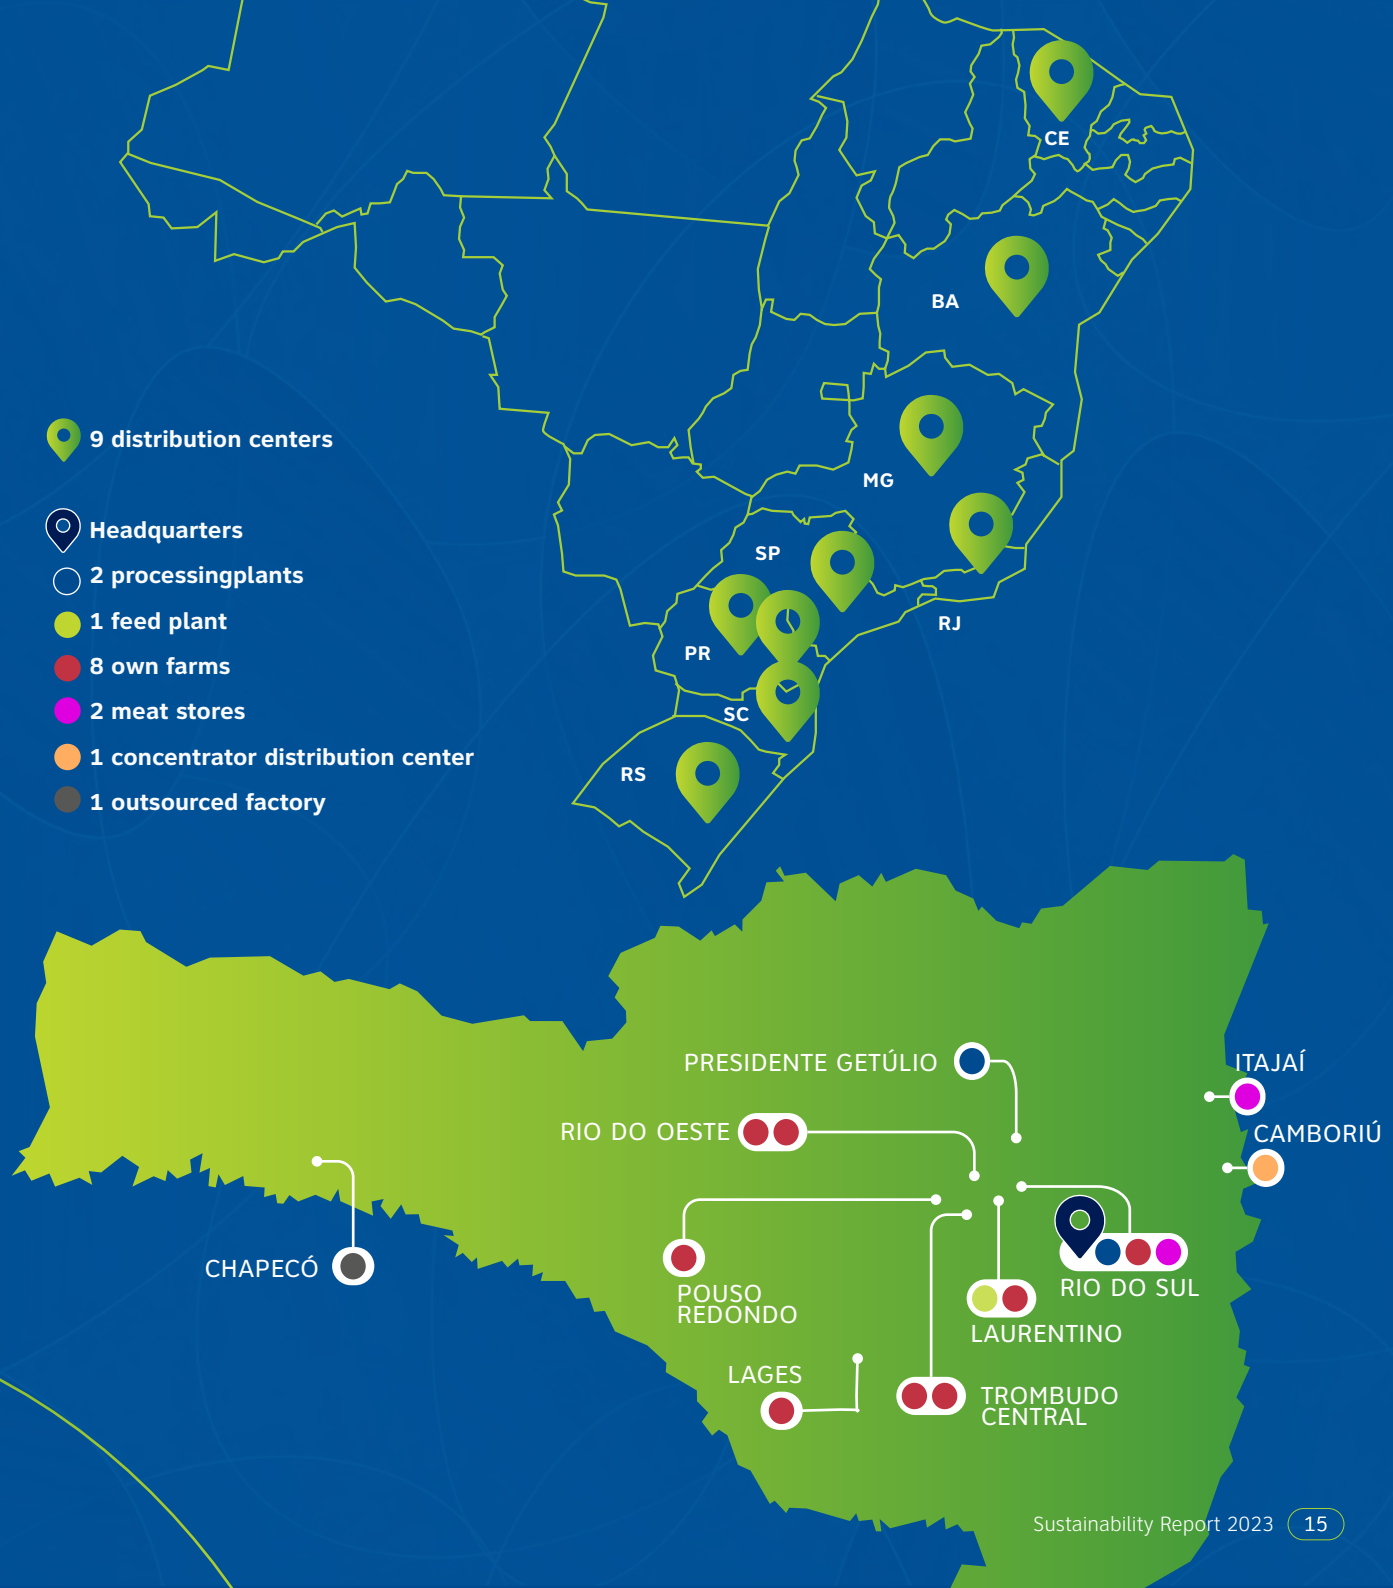 CE
BA
MG
SP
RJ
PR
SC
RS
9 distribution centers
Headquarters
2 processingplants
1 feed plant
8 own farms
2 meat stores
1 concentrator distribution center
1 outsourced factory
PRESIDENTE GETÚLIO
ITAJAÍ
RIO DO OESTE
CAMBORIÚ
CHAPECÓ
POUSO
REDONDO
RIO DO SUL
LAURENTINO
LAGES
TROMBUDO
CENTRAL
Sustainability Report 2023 15